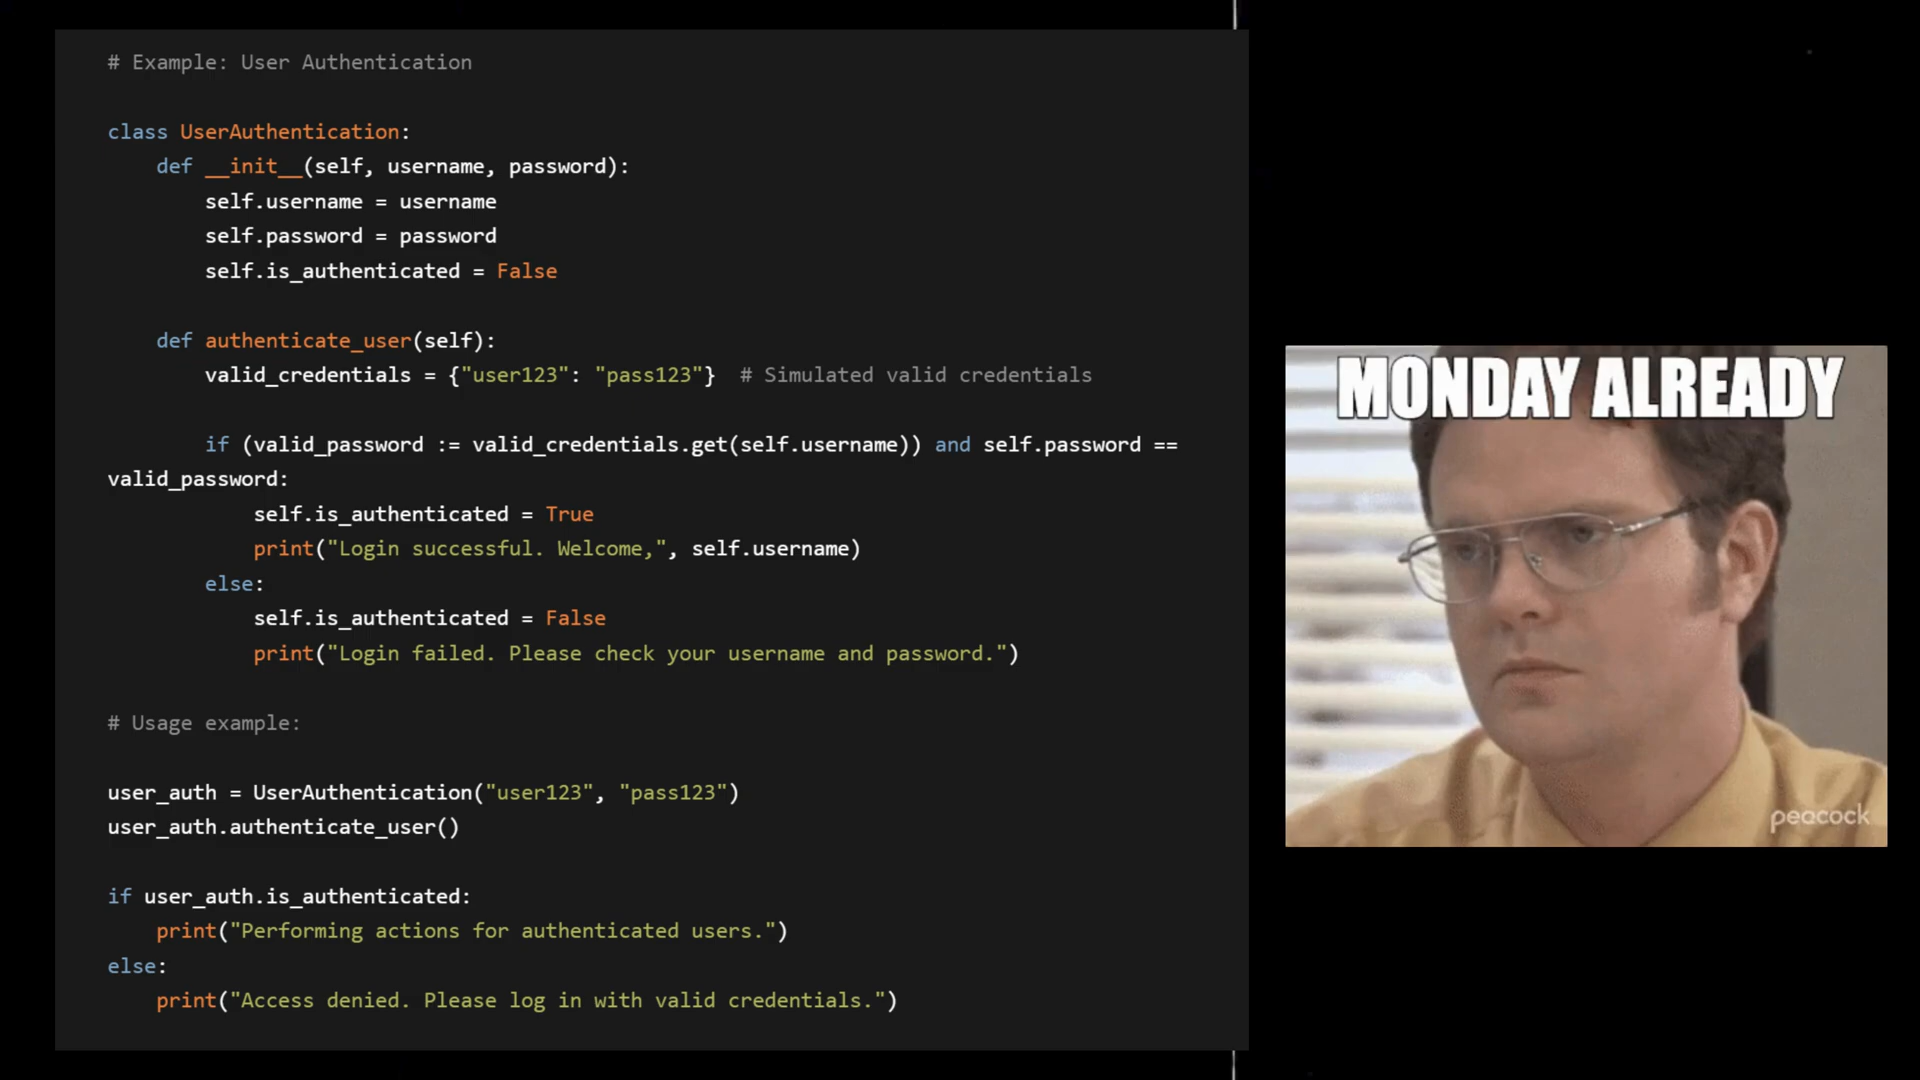 # Example: User Authentication
class UserAuthentication:
    def __init__(self, username, password):
        self.username = username
        self.password = password
        self.is_authenticated = False
    def authenticate_user(self):
        valid_credentials = {"user123": "pass123"}  # Simulated valid credentials
        if (valid_password := valid_credentials.get(self.username)) and self.password ==
valid_password:
            self.is_authenticated = True
            print("Login successful. Welcome,", self.username)
        else:
            self.is_authenticated = False
            print("Login failed. Please check your username and password.")
# Usage example:
user_auth = UserAuthentication("user123", "pass123")
user_auth.authenticate_user()
if user_auth.is_authenticated:
    print("Performing actions for authenticated users.")
else:
    print("Access denied. Please log in with valid credentials.")
MONDAY ALREADY
peacock